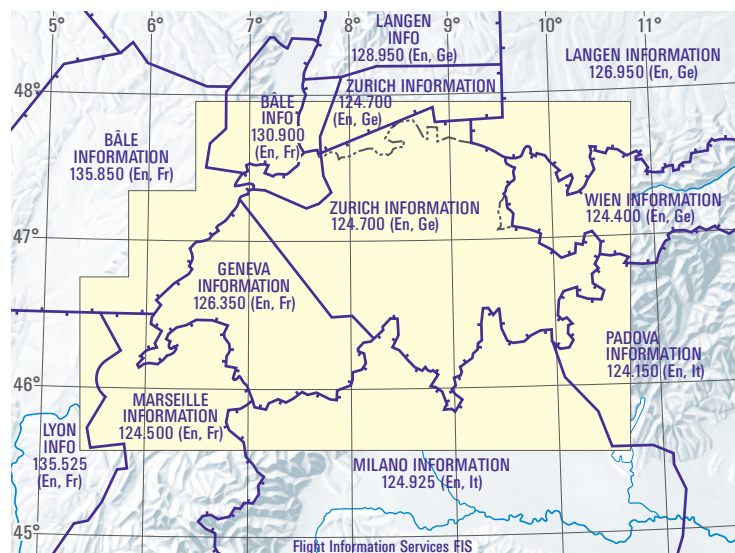 5°
6°
7°
8°
9°
10°
11°
LANGEN
INFO
128.950 (En, Ge)
LANGEN INFORMATION
126.950 (En, Ge)
48°
ZURICH INFORMATION
124.700
(En, Ge)
BÂLE
INFO
130.900
(En, Fr)
BÂLE
INFORMATION
135.850 (En, Fr)
ZURICH INFORMATION
124.700 (En, Ge)
WIEN INFORMATION
124.400 (En, Ge)
47°
GENEVA
INFORMATION
126.350 (En, Fr)
PADOVA
INFORMATION
124.150 (En, It)
46°
MARSEILLE
INFORMATION
124.500 (En, Fr)
LYON
INFO
135.525
(En, Fr)
MILANO INFORMATION
124.925 (En, It)
45°
Flight Information Services FIS